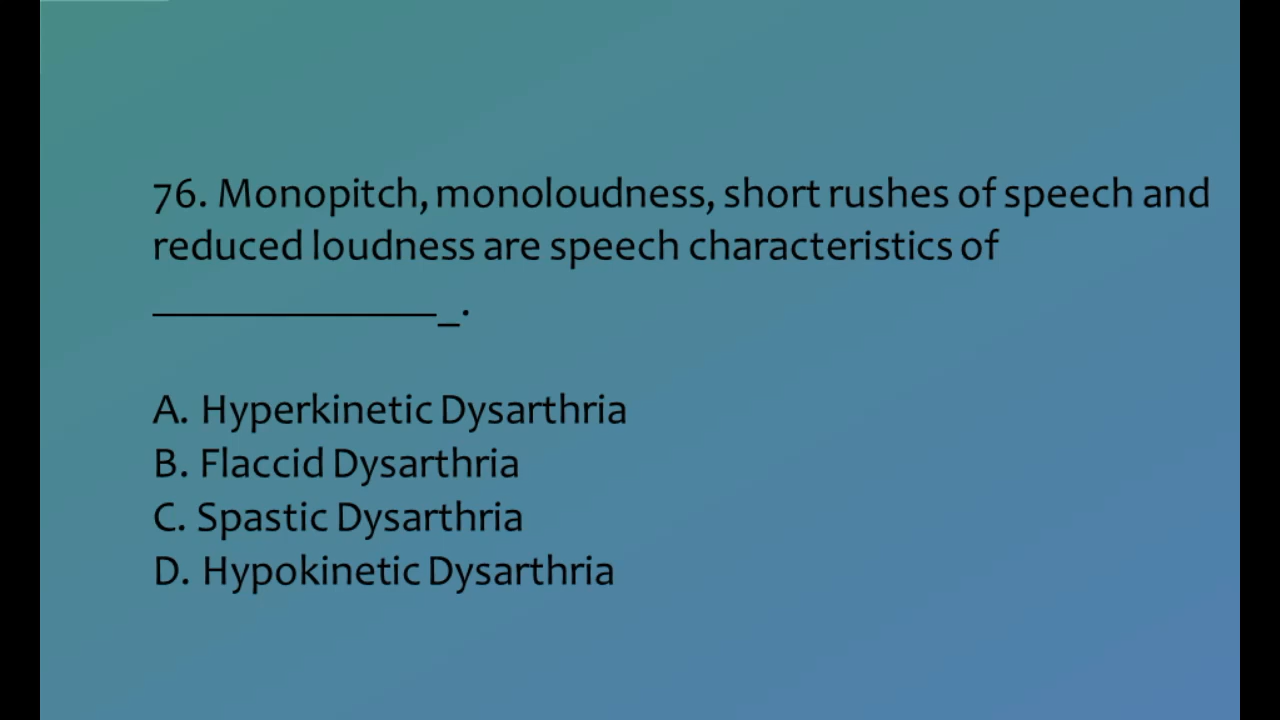 76. Monopitch, monoloudness, short rushes of speech and
reduced loudness are speech characteristics of
______________.
A. Hyperkinetic Dysarthria
B. Flaccid Dysarthria
C. Spastic Dysarthria
D. Hypokinetic Dysarthria